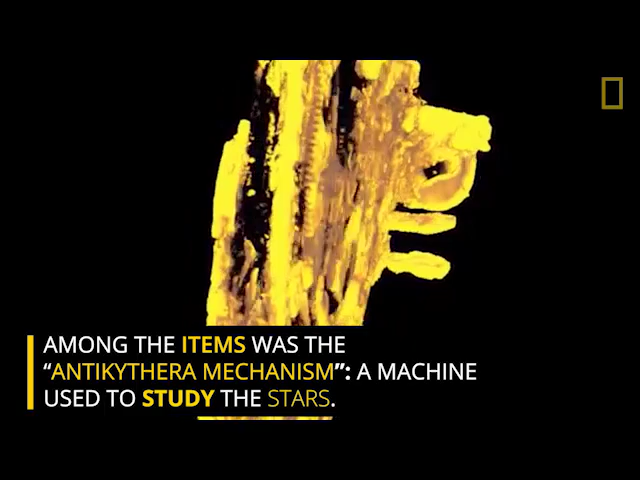 AMONG THE ITEMS WAS THE
“ANTIKYTHERA MECHANISM”: A MACHINE
USED TO STUDY THE STARS.